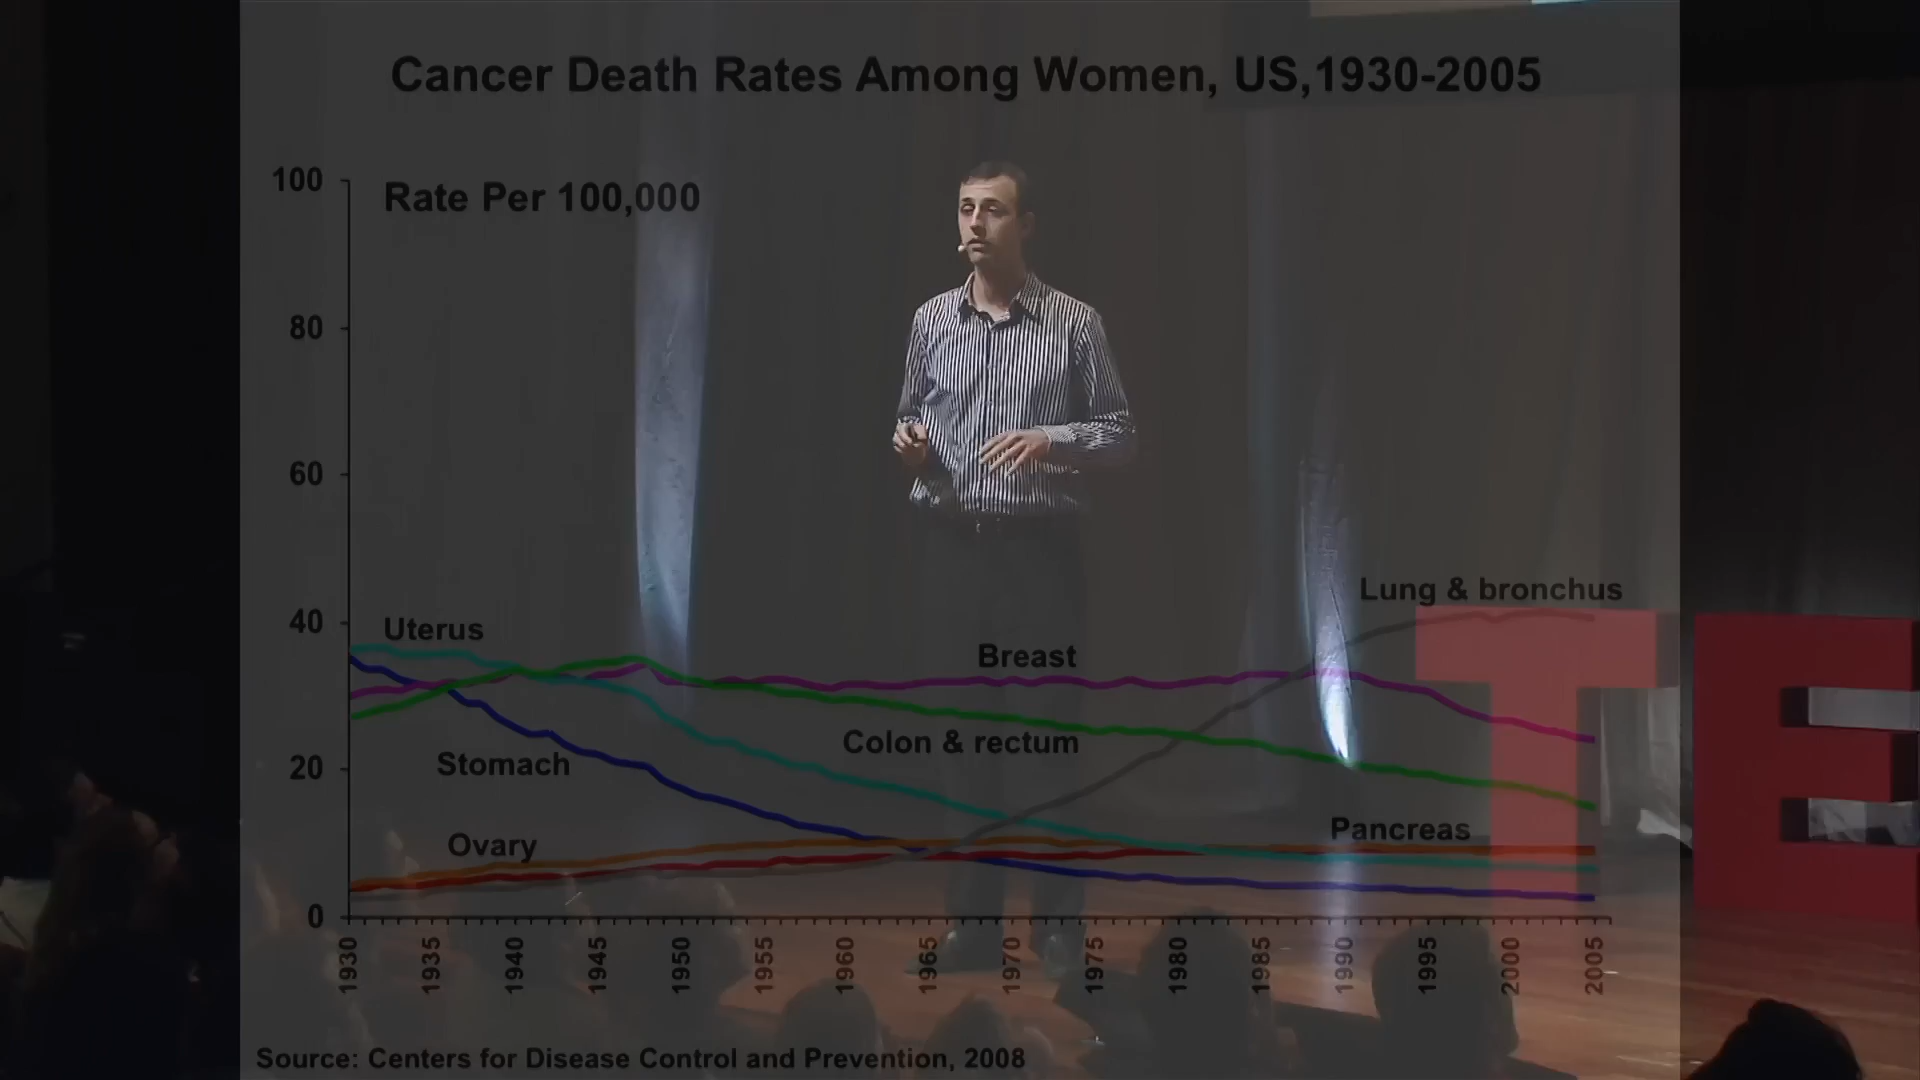 Cancer Death Rates Among Women, US,1930-2005
Rate Per 100,000
100
80
60
40
20
0
Uterus
Breast
Lung & bronchus
Colon & rectum
Stomach
Ovary
Pancreas
1930 1935 1940 1945 1950 1955 1960 1965 1970 1975 1980 1985 1990 1995 2000 2005
Source: Centers for Disease Control and Prevention, 2008
TE